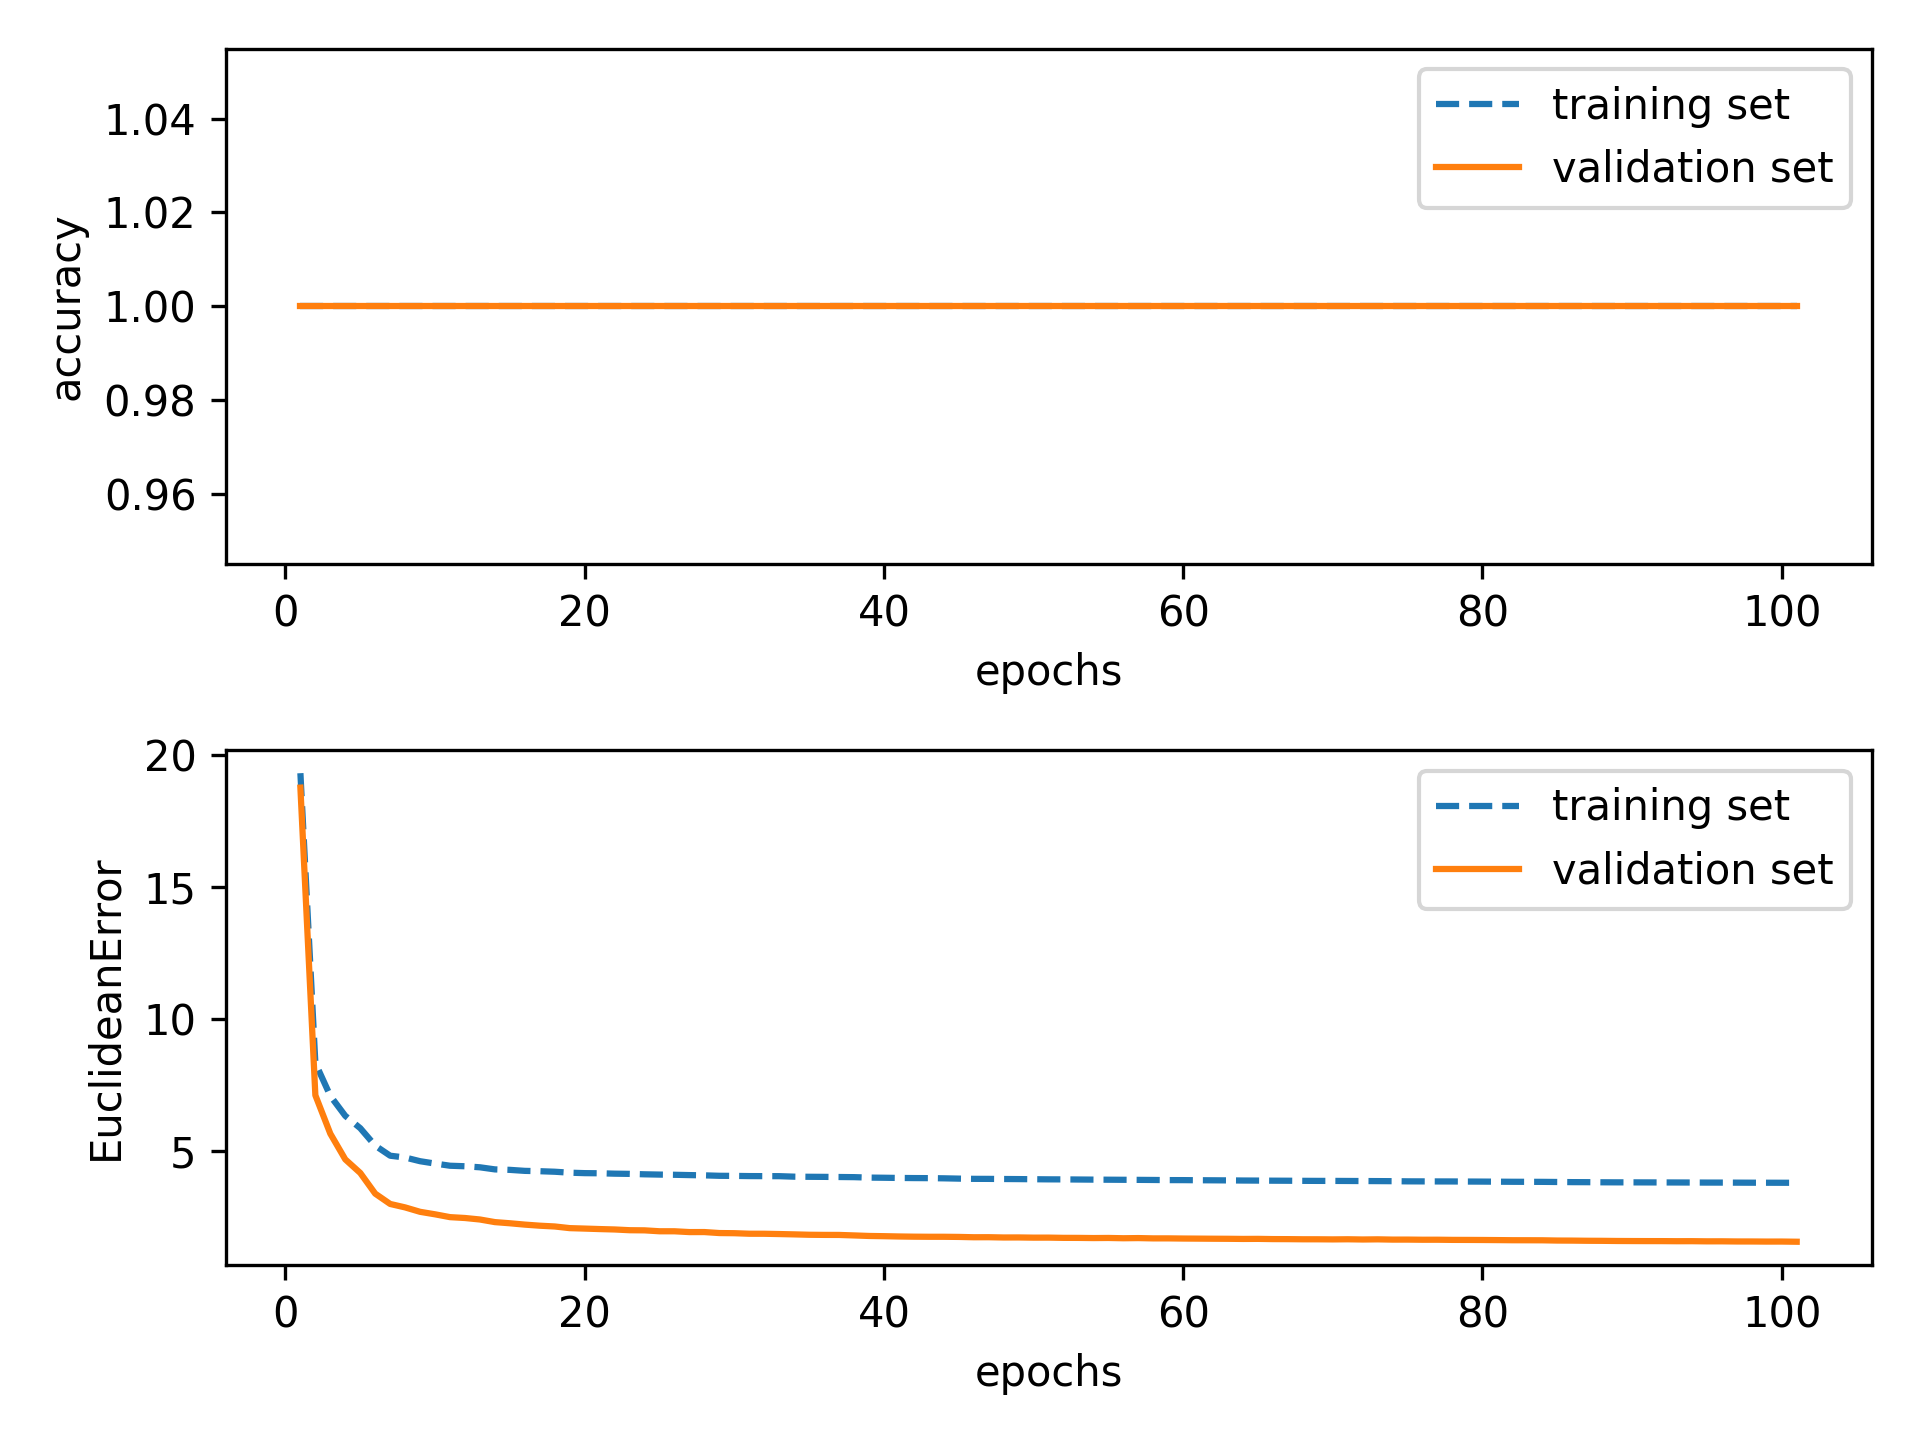 accuracy
1.04
1.02
1.00
0.98
0.96
training set
validation set
0 20 40 60 80 100
epochs
EuclideanError
20
15
10
5
training set
validation set
0 20 40 60 80 100
epochs